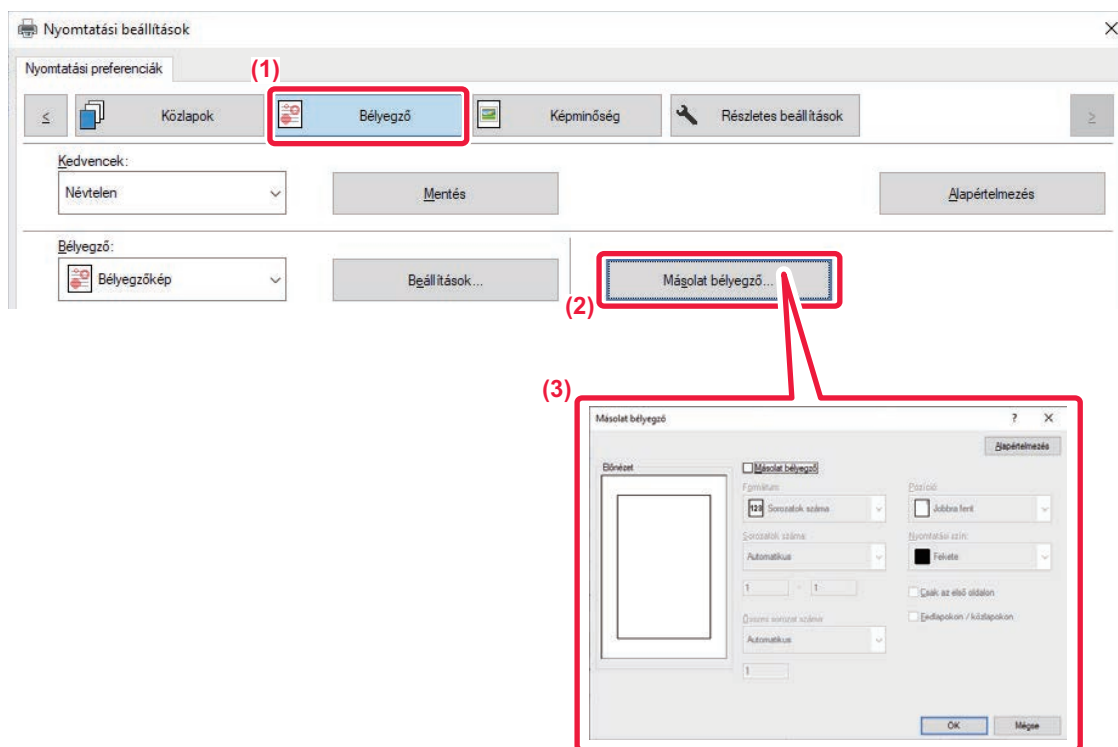 Nyomtatási beállítások
Nyomtatási preferenciák
(1)
≤ Közlapok Bélyegző Képminőség Részletes beállítások ≥
Kedvencek:
Névtelen Mentés Alapértelmezés
Bélyegző:
Bélyegzőkép Beállítások... Másolat bélyegző...
(2)
(3)
Másolat bélyegző ? X
Alapértelmezés
Előnézet Másolat bélyegző
Formátum: Pozíció:
123 Sorozatok száma Jobbra fent
Sorozatok száma: Nyomtatási szín:
Automatikus Fekete
1 - 1 Csak az első oldalon
Összes sorozat száma: Fedlapokon / közlapokon
Automatikus
1
OK Mégse